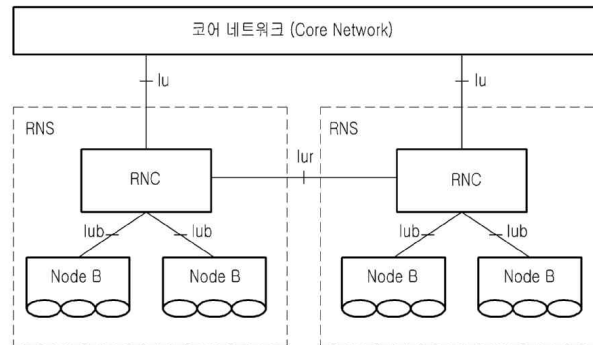 코어 네트워크 (Core Network)
Iu Iu
RNS RNS
Iur
RNC RNC
Iub Iub Iub Iub
Node B Node B Node B Node B